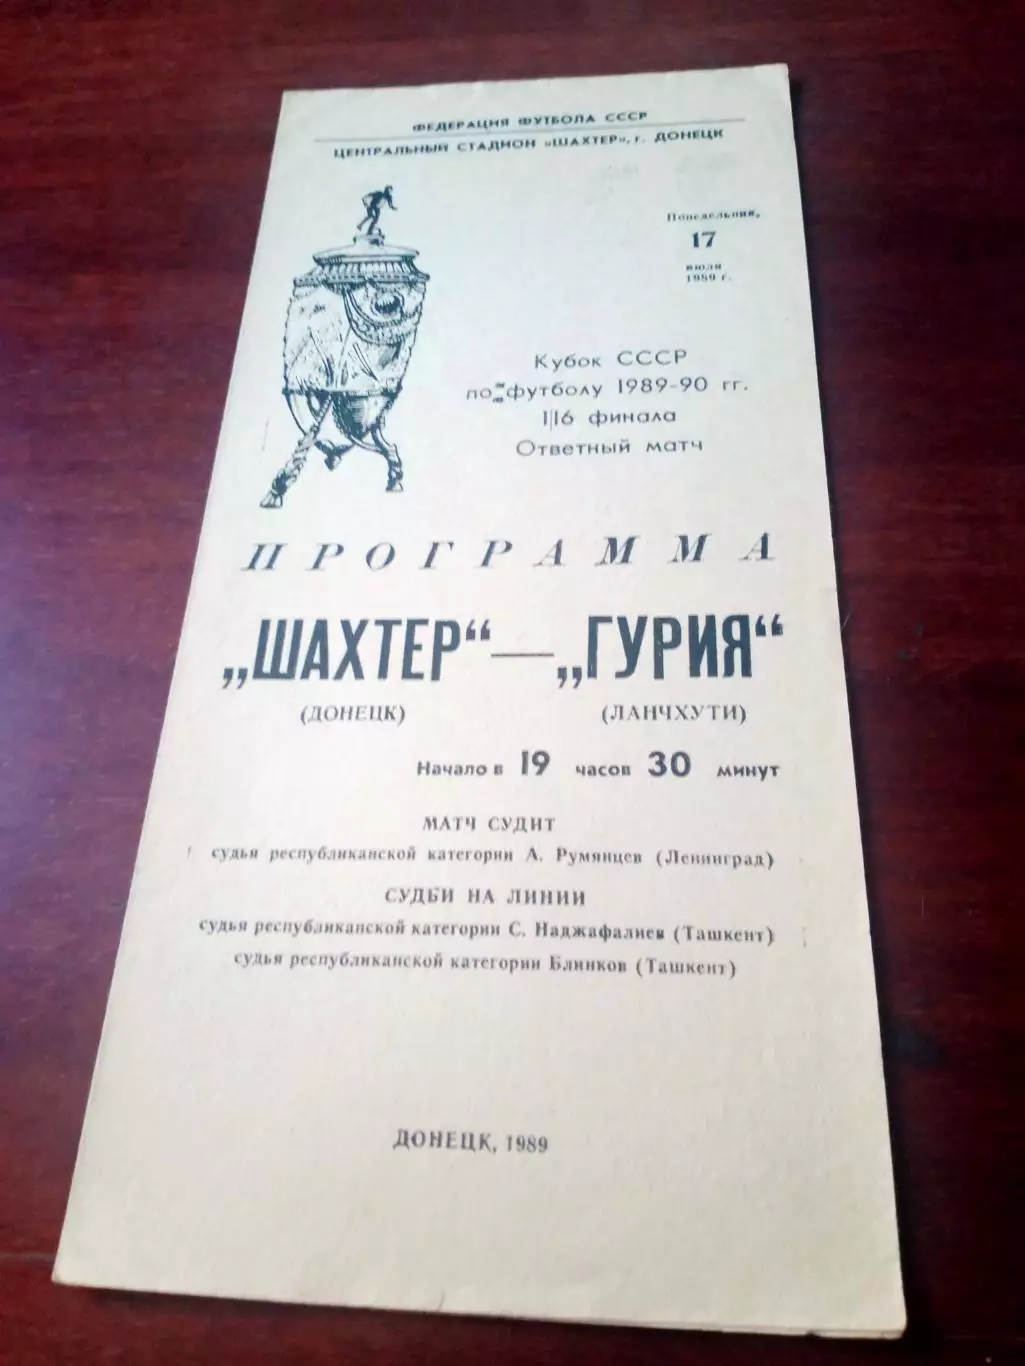 ФЕДЕРАЦИЯ ФУТБОЛА СССР
ЦЕНТРАЛЬНЫЙ СТАДИОН «ШАХТЕР», г. ДОНЕЦК
Понедельник,
17
июля
1989 г.
Кубок СССР
по футболу 1989-90 гг.
1/16 финала
Ответный матч
ПРОГРАММА
„ШАХТЕР“—„ГУРИЯ“
(ДОНЕЦК) (ЛАНЧХУТИ)
Начало в 19 часов 30 минут
МАТЧ СУДИТ
судья республиканской категории А. Румянцев (Ленинград)
СУДЬИ НА ЛИНИИ
судья республиканской категории С. Наджафалиев (Ташкент)
судья республиканской категории Блинков (Ташкент)
ДОНЕЦК, 1989